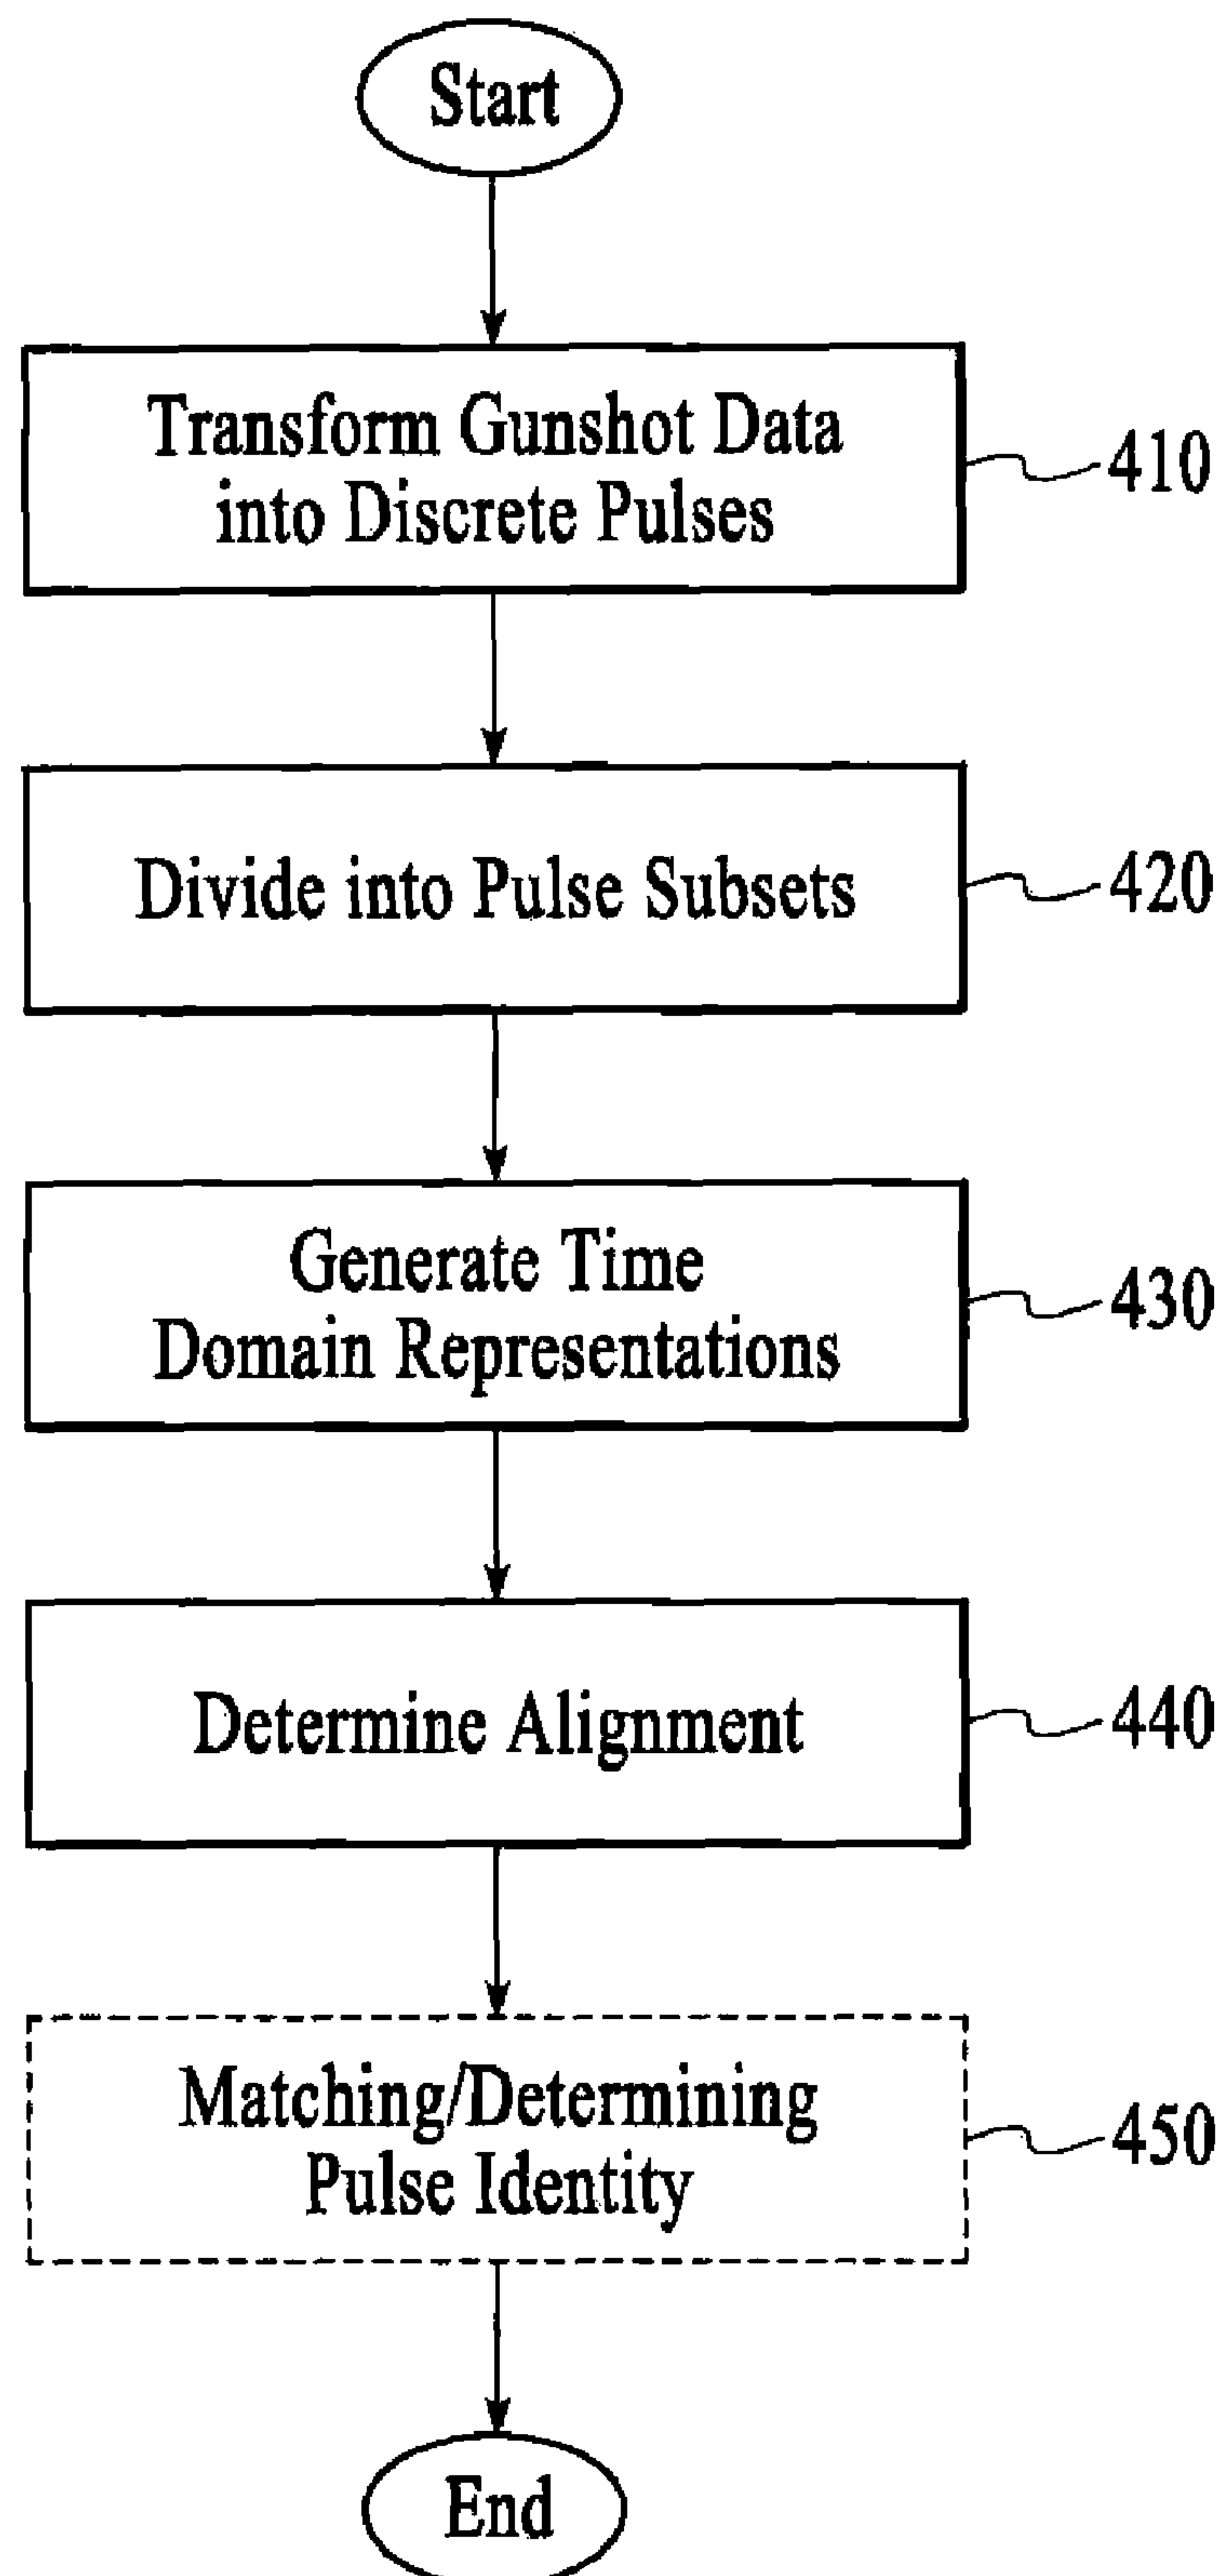 Start
Transform Gunshot Data
into Discrete Pulses
410
Divide into Pulse Subsets
420
Generate Time
Domain Representations
430
Determine Alignment
440
Matching/Determining
Pulse Identity
450
End